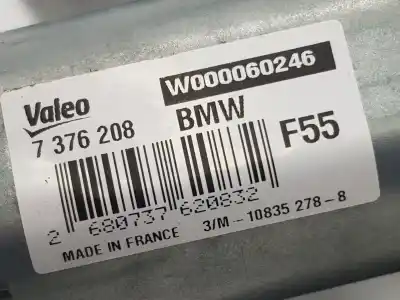 W000060246
Valeo
7 376 208
BMW
F55
2 680737 620832
MADE IN FRANCE
3/M-10835 278-8